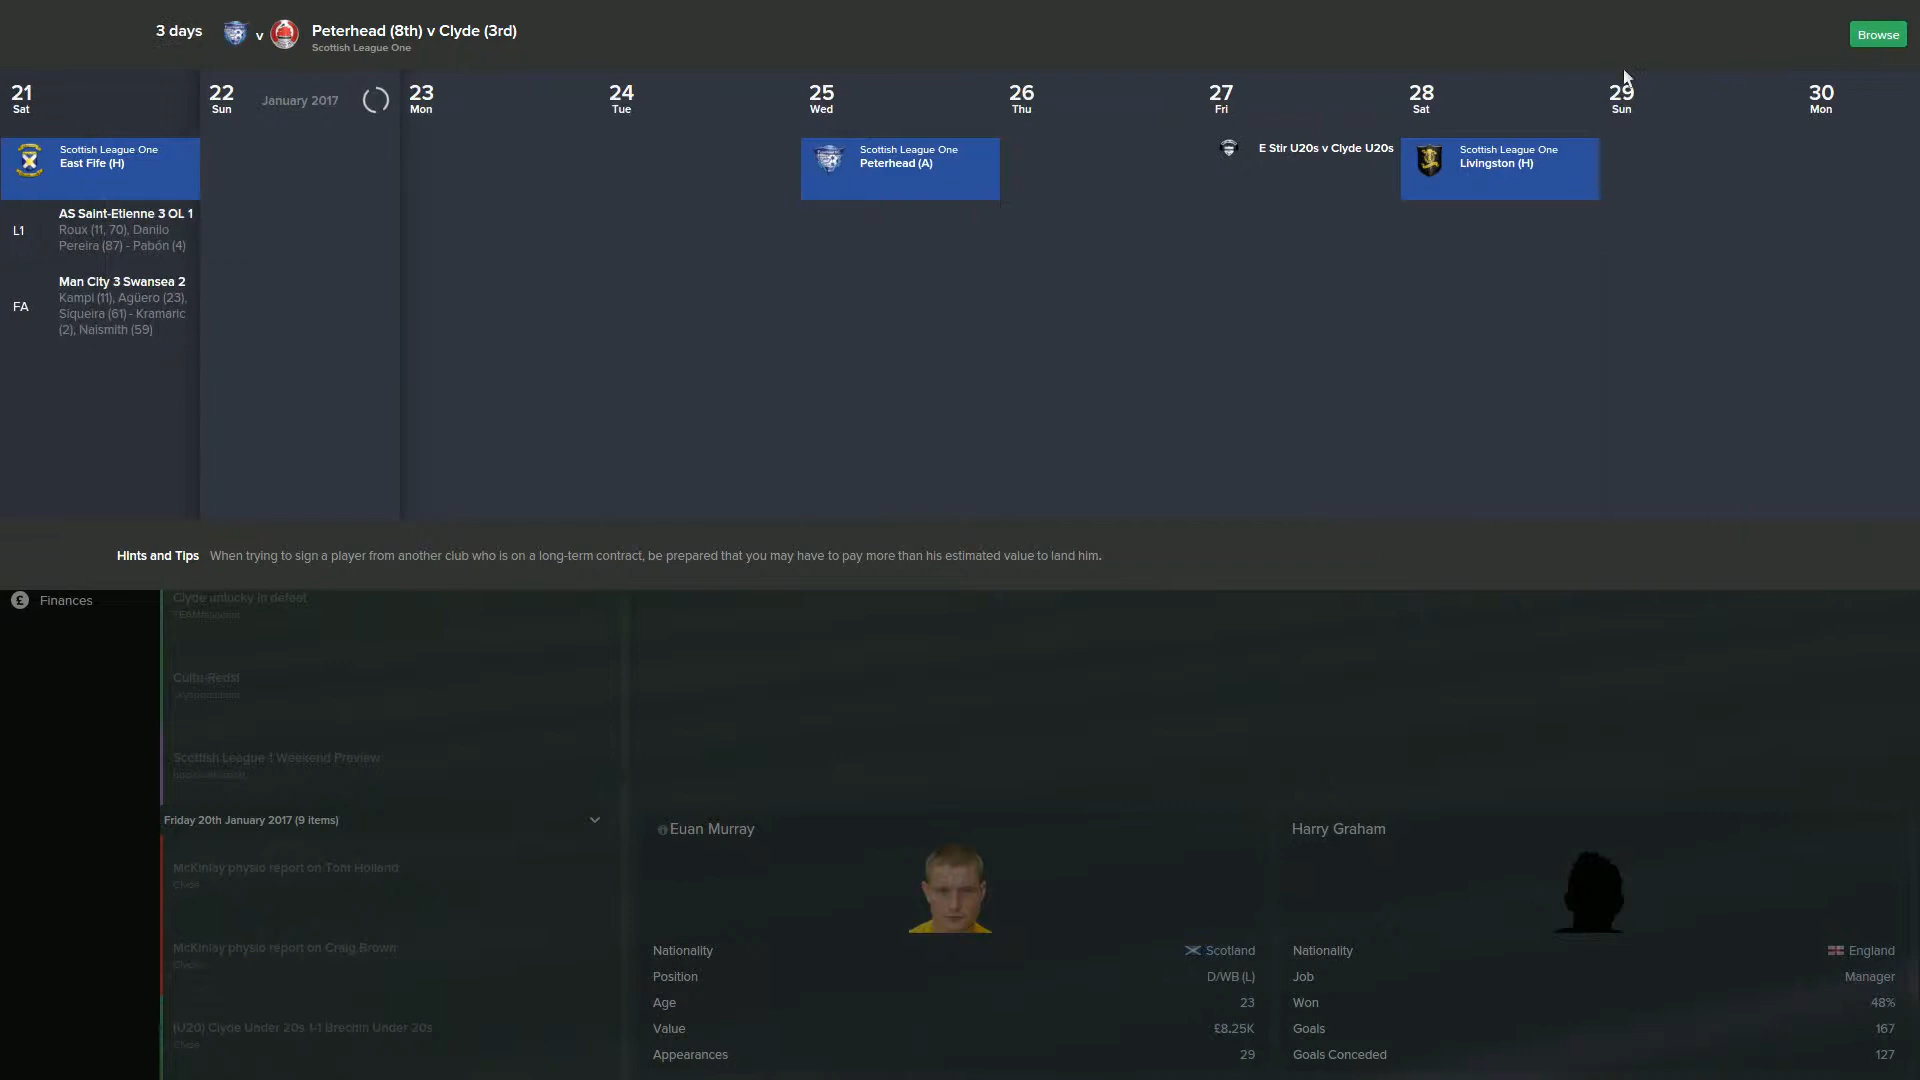 3 days
v
Peterhead (8th) v Clyde (3rd)
Scottish League One
Browse
21
Sat
22
Sun
January 2017
23
Mon
24
Tue
25
Wed
26
Thu
27
Fri
28
Sat
29
Sun
30
Mon
Scottish League One
East Fife (H)
Scottish League One
Peterhead (A)
E Stir U20s v Clyde U20s
Scottish League One
Livingston (H)
L1
AS Saint-Etienne 3 OL 1
Roux (11, 70), Danilo
Pereira (87) - Pabón (4)
FA
Man City 3 Swansea 2
Kampl (11), Agüero (23),
Siqueira (61) - Kramaric
(2), Naismith (59)
Hints and Tips
When trying to sign a player from another club who is on a long-term contract, be prepared that you may have to pay more than his estimated value to land him.
£ Finances
Clyde unlucky in defeat
Scottish League 1 Weekend Preview
Friday 20th January 2017 (9 items)
McKinlay physio report on Tom Holland
Clyde
McKinlay physio report on Craig Brown
Clyde
(U20) Clyde Under 20s 1-1 Brechin Under 20s
Clyde
Euan Murray
Nationality
Scotland
Position
D/WB (L)
Age
23
Value
£8.25K
Appearances
29
Harry Graham
Nationality
England
Job
Manager
Won
48%
Goals
167
Goals Conceded
127